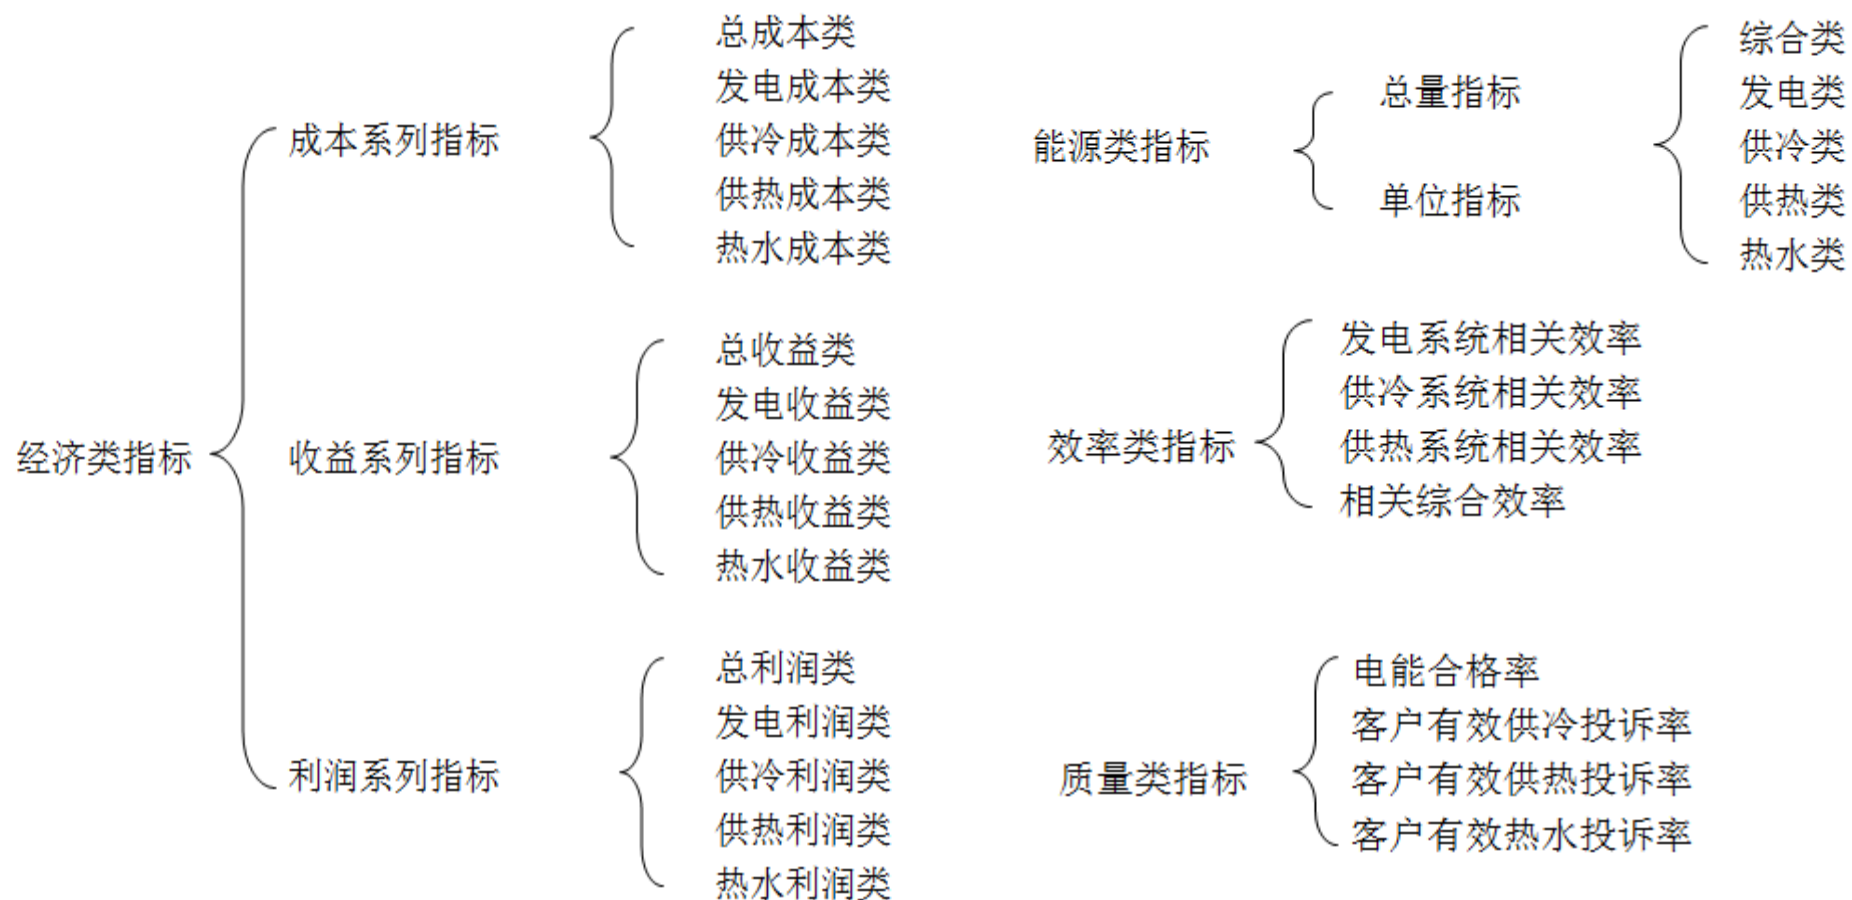 经济类指标
成本系列指标
总成本类
发电成本类
供冷成本类
供热成本类
热水成本类
收益系列指标
总收益类
发电收益类
供冷收益类
供热收益类
热水收益类
利润系列指标
总利润类
发电利润类
供冷利润类
供热利润类
热水利润类
能源类指标
总量指标
单位指标
综合类
发电类
供冷类
供热类
热水类
效率类指标
发电系统相关效率
供冷系统相关效率
供热系统相关效率
相关综合效率
质量类指标
电能合格率
客户有效供冷投诉率
客户有效供热投诉率
客户有效热水投诉率